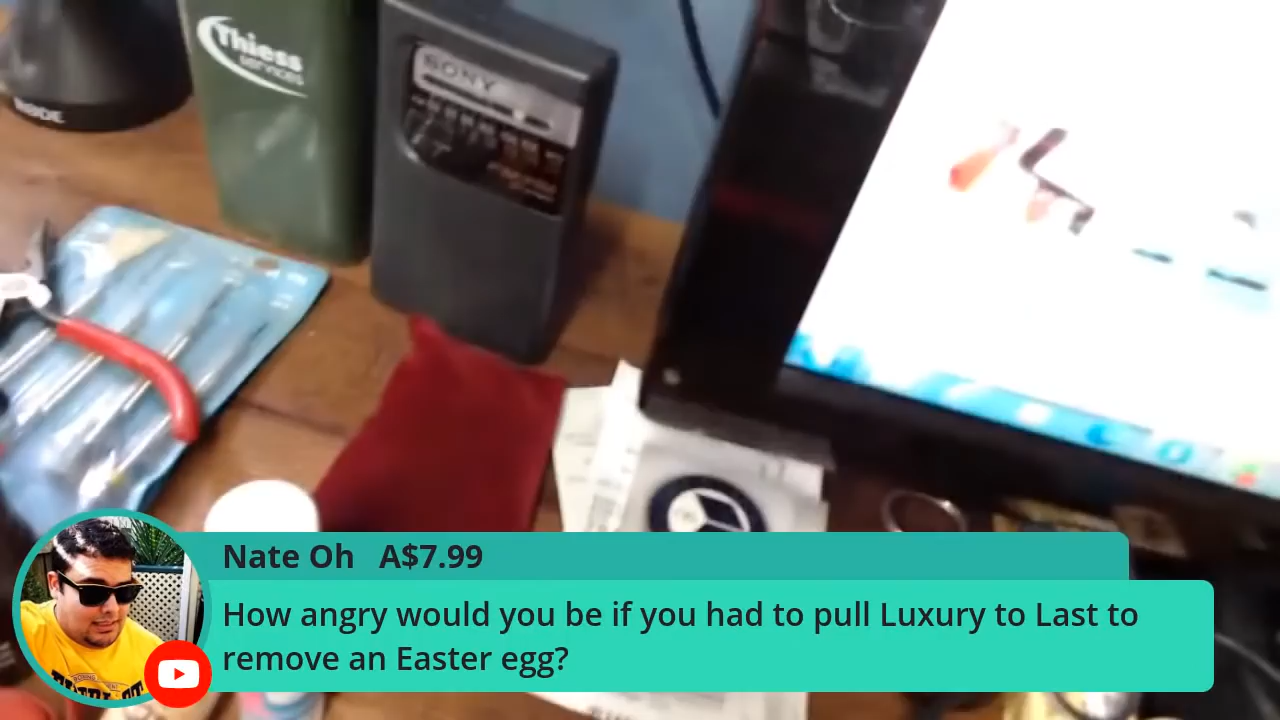 Thiess
services
SONY
RODE
Nate Oh A$7.99
How angry would you be if you had to pull Luxury to Last to
remove an Easter egg?